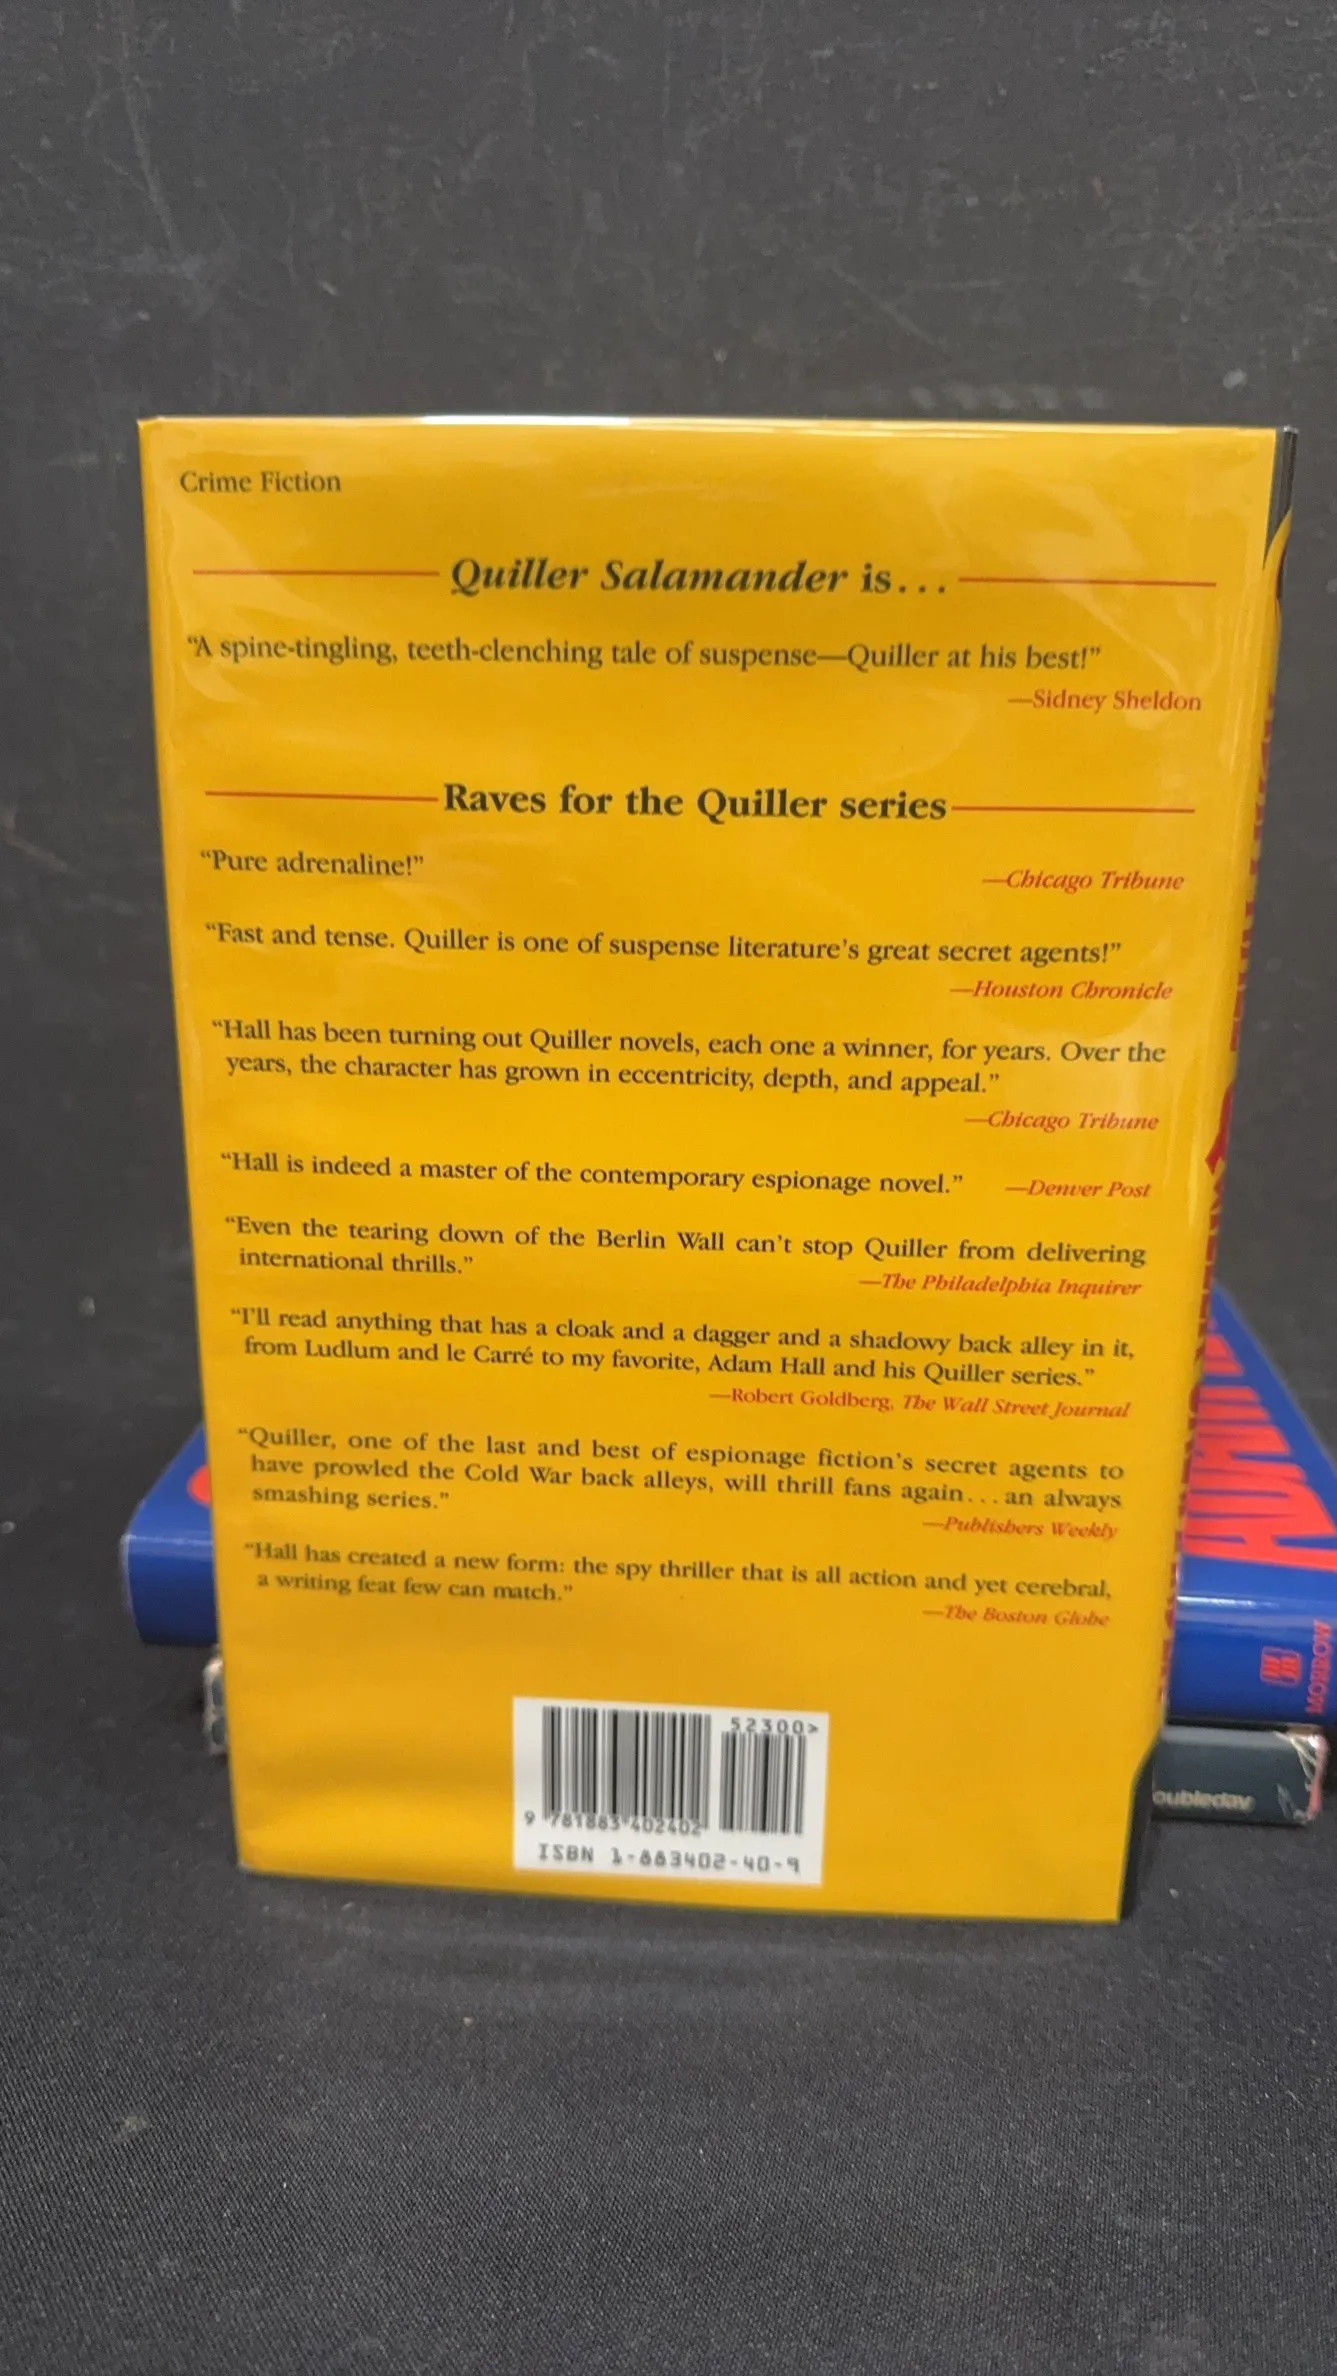 Crime Fiction
Quiller Salamander is...
“A spine-tingling, teeth-clenching tale of suspense—Quiller at his best!”
—Sidney Sheldon
Raves for the Quiller series
“Pure adrenaline!”
—Chicago Tribune
“Fast and tense. Quiller is one of suspense literature’s great secret agents!”
—Houston Chronicle
“Hall has been turning out Quiller novels, each one a winner, for years. Over the
years, the character has grown in eccentricity, depth, and appeal.”
—Chicago Tribune
“Hall is indeed a master of the contemporary espionage novel.” —Denver Post
“Even the tearing down of the Berlin Wall can’t stop Quiller from delivering
international thrills.”
—The Philadelphia Inquirer
“I’ll read anything that has a cloak and a dagger and a shadowy back alley in it,
from Ludlum and le Carré to my favorite, Adam Hall and his Quiller series.”
—Robert Goldberg, The Wall Street Journal
“Quiller, one of the last and best of espionage fiction’s secret agents to
have prowled the Cold War back alleys, will thrill fans again...an always
smashing series.”
—Publishers Weekly
“Hall has created a new form: the spy thriller that is all action and yet cerebral,
a writing feat few can match.”
—The Boston Globe
52300>
9 781883 402402
ISBN 1-883402-40-9
MORROW
oubleday